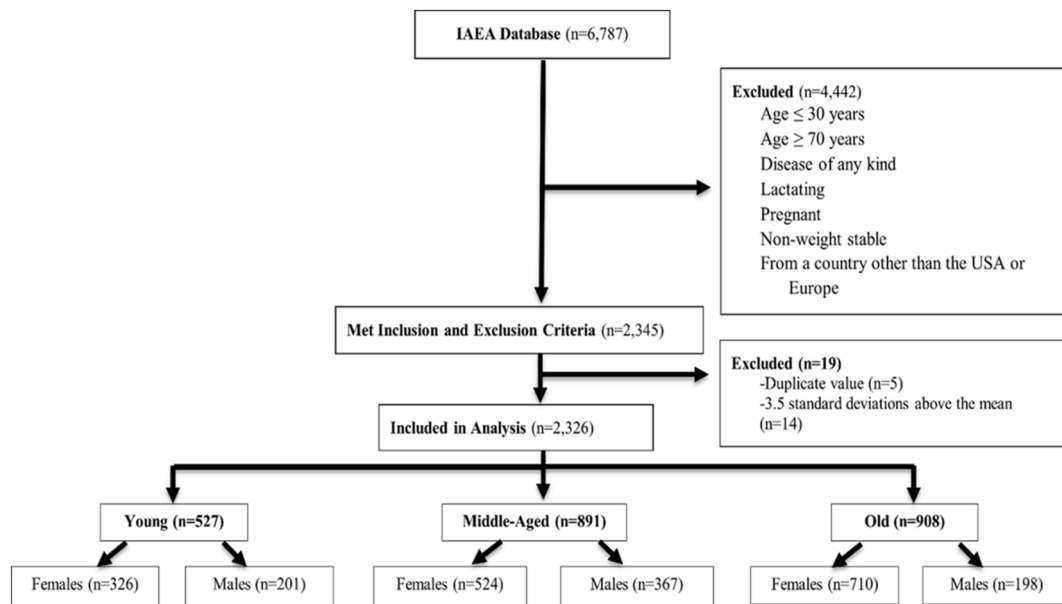 IAEA Database (n=6,787)
Excluded (n=4,442)
Age ≤ 30 years
Age ≥ 70 years
Disease of any kind
Lactating
Pregnant
Non-weight stable
From a country other than the USA or
Europe
Met Inclusion and Exclusion Criteria (n=2,345)
Excluded (n=19)
-Duplicate value (n=5)
-3.5 standard deviations above the mean
(n=14)
Included in Analysis (n=2,326)
Young (n=527)
Middle-Aged (n=891)
Old (n=908)
Females (n=326)
Males (n=201)
Females (n=524)
Males (n=367)
Females (n=710)
Males (n=198)